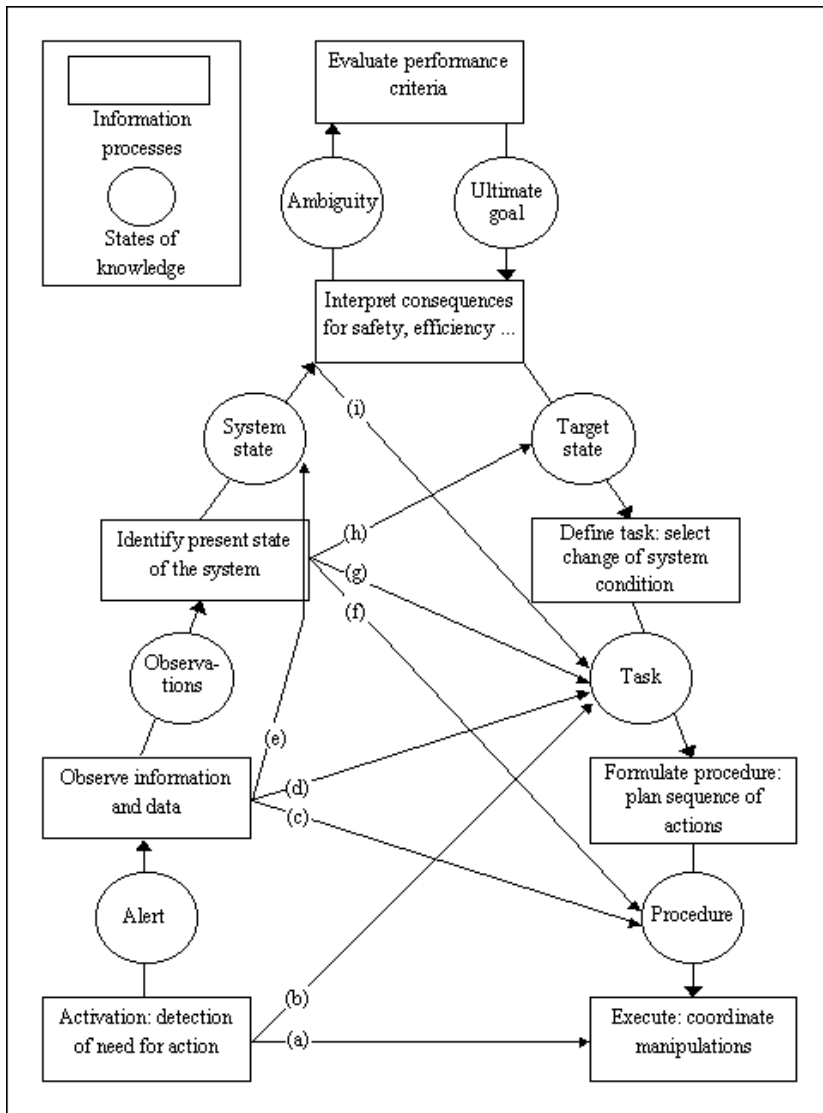 Information
processes
States of
knowledge
Evaluate performance
criteria
Ambiguity
Ultimate
goal
Interpret consequences
for safety, efficiency ...
(i)
System
state
Target
state
(h)
Identify present state
of the system
(g)
(f)
Define task: select
change of system
condition
Observa-
tions
Task
(e)
Observe information
and data
(d)
(c)
Formulate procedure:
plan sequence of
actions
Alert
Procedure
(b)
Activation: detection
of need for action
(a)
Execute: coordinate
manipulations